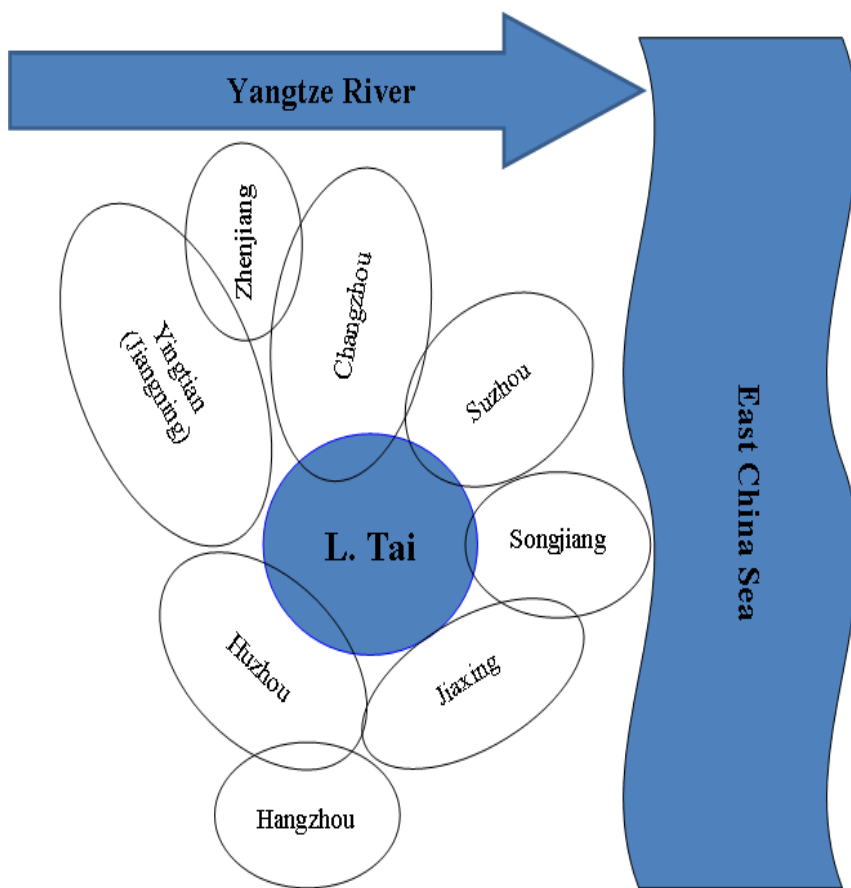 Yangtze River
Zhenjiang
Changzhou
Yingtian
(Jiangning)
Suzhou
East China Sea
L. Tai
Songjiang
Huzhou
Jiaxing
Hangzhou